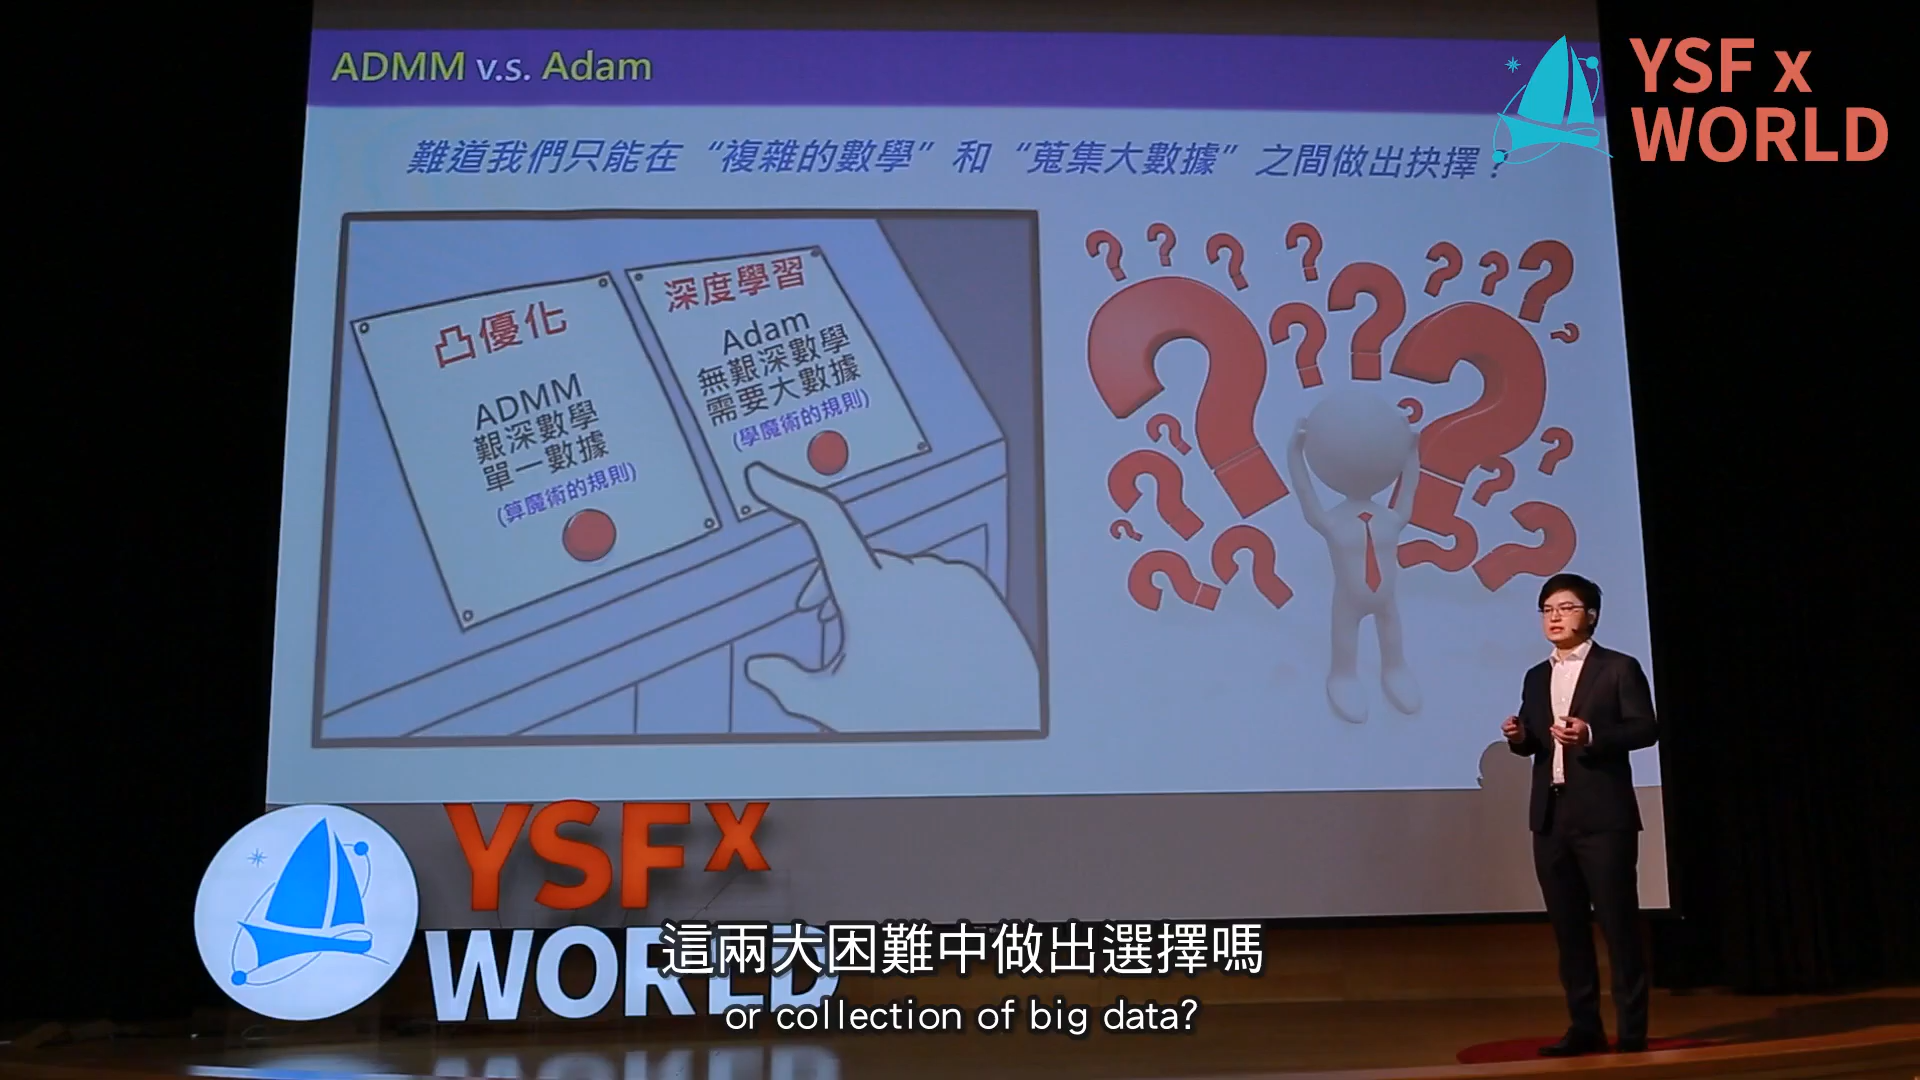 ADMM v.s. Adam
YSF x
WORLD
難道我們只能在“複雜的數學”和“蒐集大數據”之間做出抉擇？
凸優化
ADMM
艱深數學
單一數據
(算魔術的規則)
深度學習
Adam
無艱深數學
需要大數據
(學魔術的規則)
YSF x
WORLD
這兩大困難中做出選擇嗎
or collection of big data?